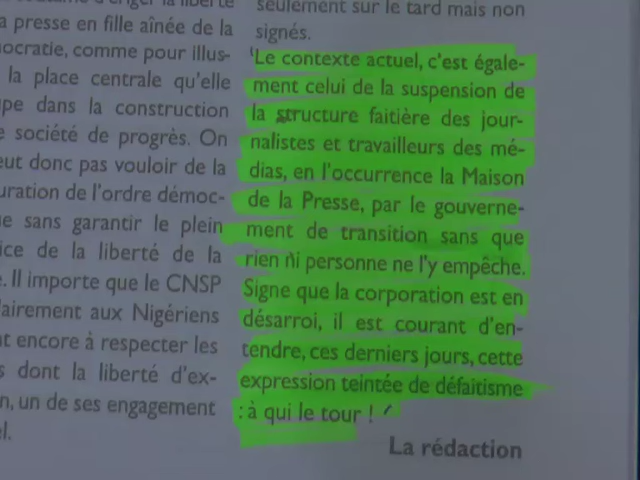 la presse en fille aînée de la
comme pour illus-
la place centrale qu'elle
dans la construction
société de progrès. On
donc pas vouloir de la
de l'ordre démoc-
sans garantir le plein
de la liberté de la
. Il importe que le CNSP
aux Nigériens
encore à respecter les
dont la liberté d'ex-
, un de ses engagement
seulement sur le tard mais non
signés.
'Le contexte actuel, c'est égale-
ment celui de la suspension de
la structure faitière des jour-
nalistes et travailleurs des mé-
dias, en l'occurrence la Maison
de la Presse, par le gouverne-
ment de transition sans que
rien ni personne ne l'y empêche.
Signe que la corporation est en
désarroi, il est courant d'en-
tendre, ces derniers jours, cette
expression teintée de défaitisme
: à qui le tour !
La rédaction